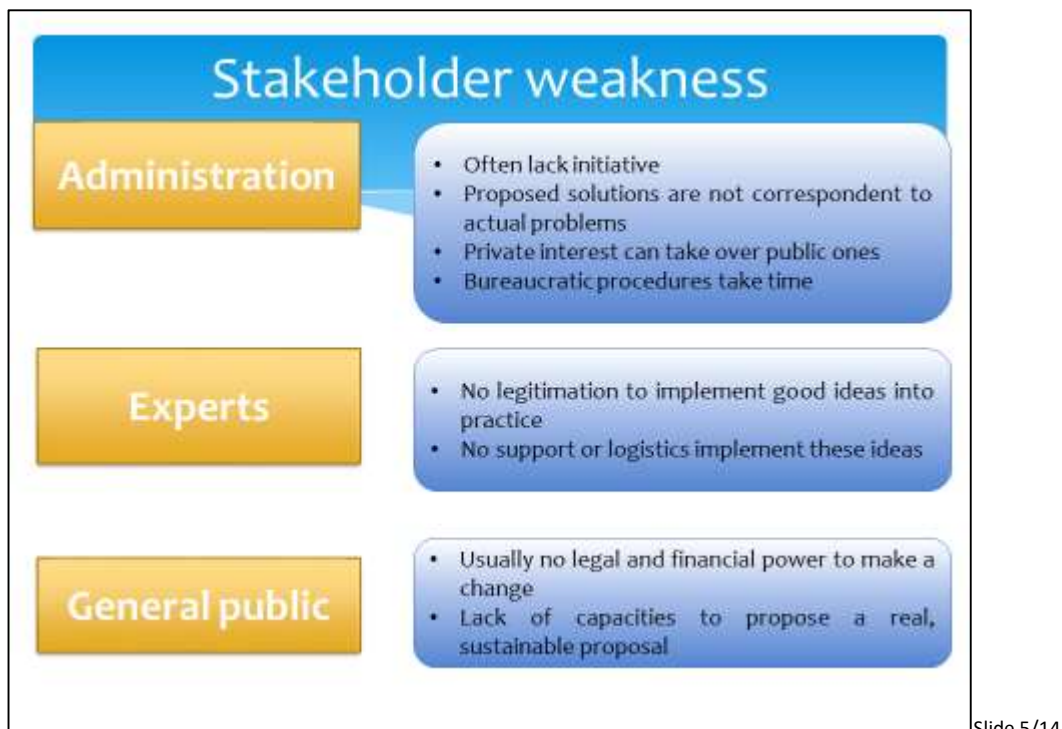 Stakeholder weakness
Administration
• Often lack initiative
• Proposed solutions are not correspondent to
actual problems
• Private interest can take over public ones
• Bureaucratic procedures take time
Experts
• No legitimation to implement good ideas into
practice
• No support or logistics implement these ideas
General public
• Usually no legal and financial power to make a
change
• Lack of capacities to propose a real,
sustainable proposal
Slide 5/14